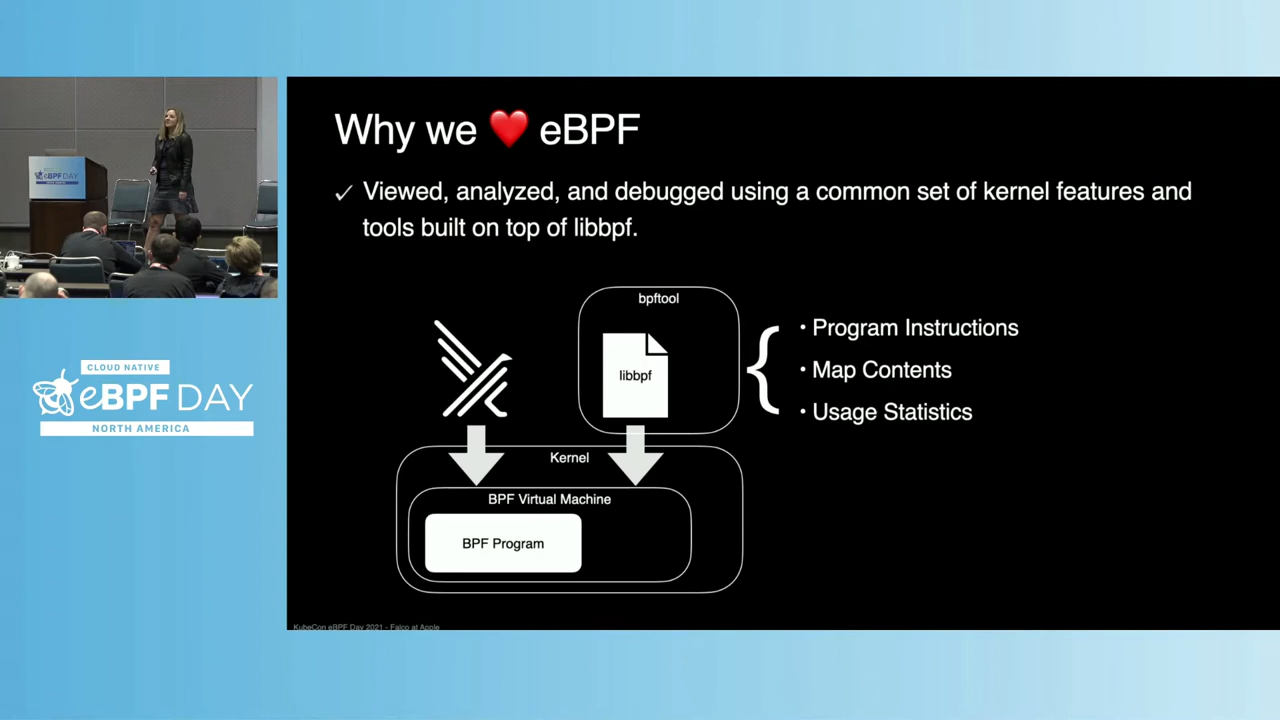 Why we ❤️ eBPF
✓ Viewed, analyzed, and debugged using a common set of kernel features and
tools built on top of libbpf.
bpftool
libbpf
• Program Instructions
• Map Contents
• Usage Statistics
Kernel
BPF Virtual Machine
BPF Program
KubeCon eBPF Day 2021 - Falco at Apple
eBPF DAY
CLOUD NATIVE
eBPF DAY
NORTH AMERICA